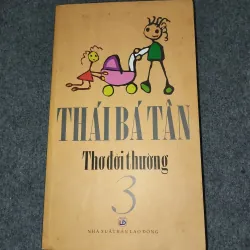 THÁI BÁ TÂN
Thơ đời thường
3
NHÀ XUẤT BẢN LAO ĐỘNG